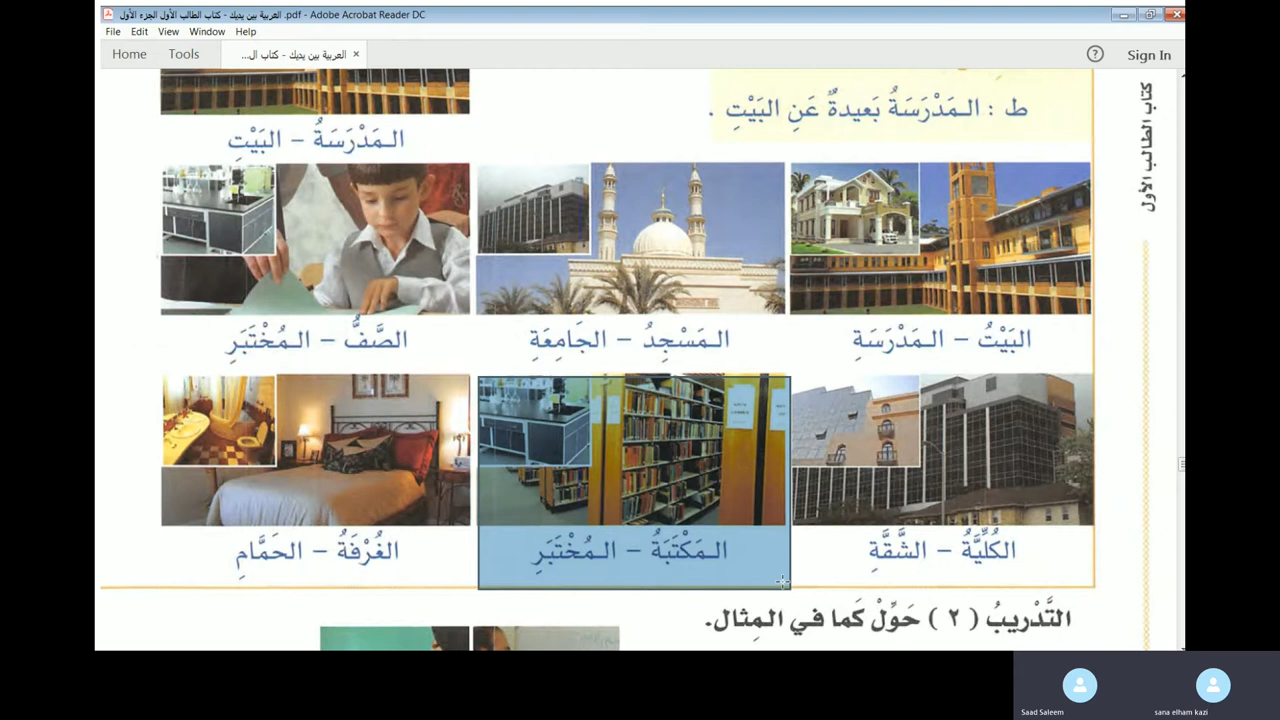 العربية بين يديك - كتاب الطالب الأول الجزء الأول .pdf - Adobe Acrobat Reader DC
File Edit View Window Help
Home Tools العربية بين يديك - كتاب ال... × ? Sign In
كتاب الطالب الأول
ط : الـمَدْرَسَةُ بَعيدةٌ عَنِ البَيْتِ .
الـمَدْرَسَةُ – البَيْتِ
البَيْتُ – الـمَدْرَسَةِ
الـمَسْجِدُ – الجَامِعَةِ
الصَّفُّ – الـمُخْتَبَرِ
الكُلِّيَّةُ – الشَّقَّةِ
الـمَكْتَبَةُ – الـمُخْتَبَرِ
الغُرْفَةُ – الحَمَّامِ
التَّدْريبُ ( ٢ ) حَوِّلْ كَما في الـمِثال.
Saad Saleem
sana elham kazi